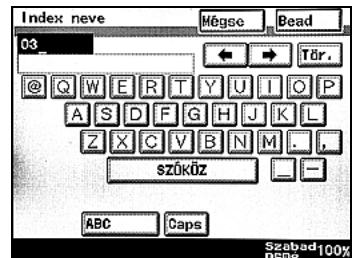 Index neve Mégse Bead
03_
← → Tör.
@ Q W E R T Y U I O P
A S D F G H J K L
Z X C V B N M . ,
SZÓKÖZ _ -
ABC Caps
Szabad 100%